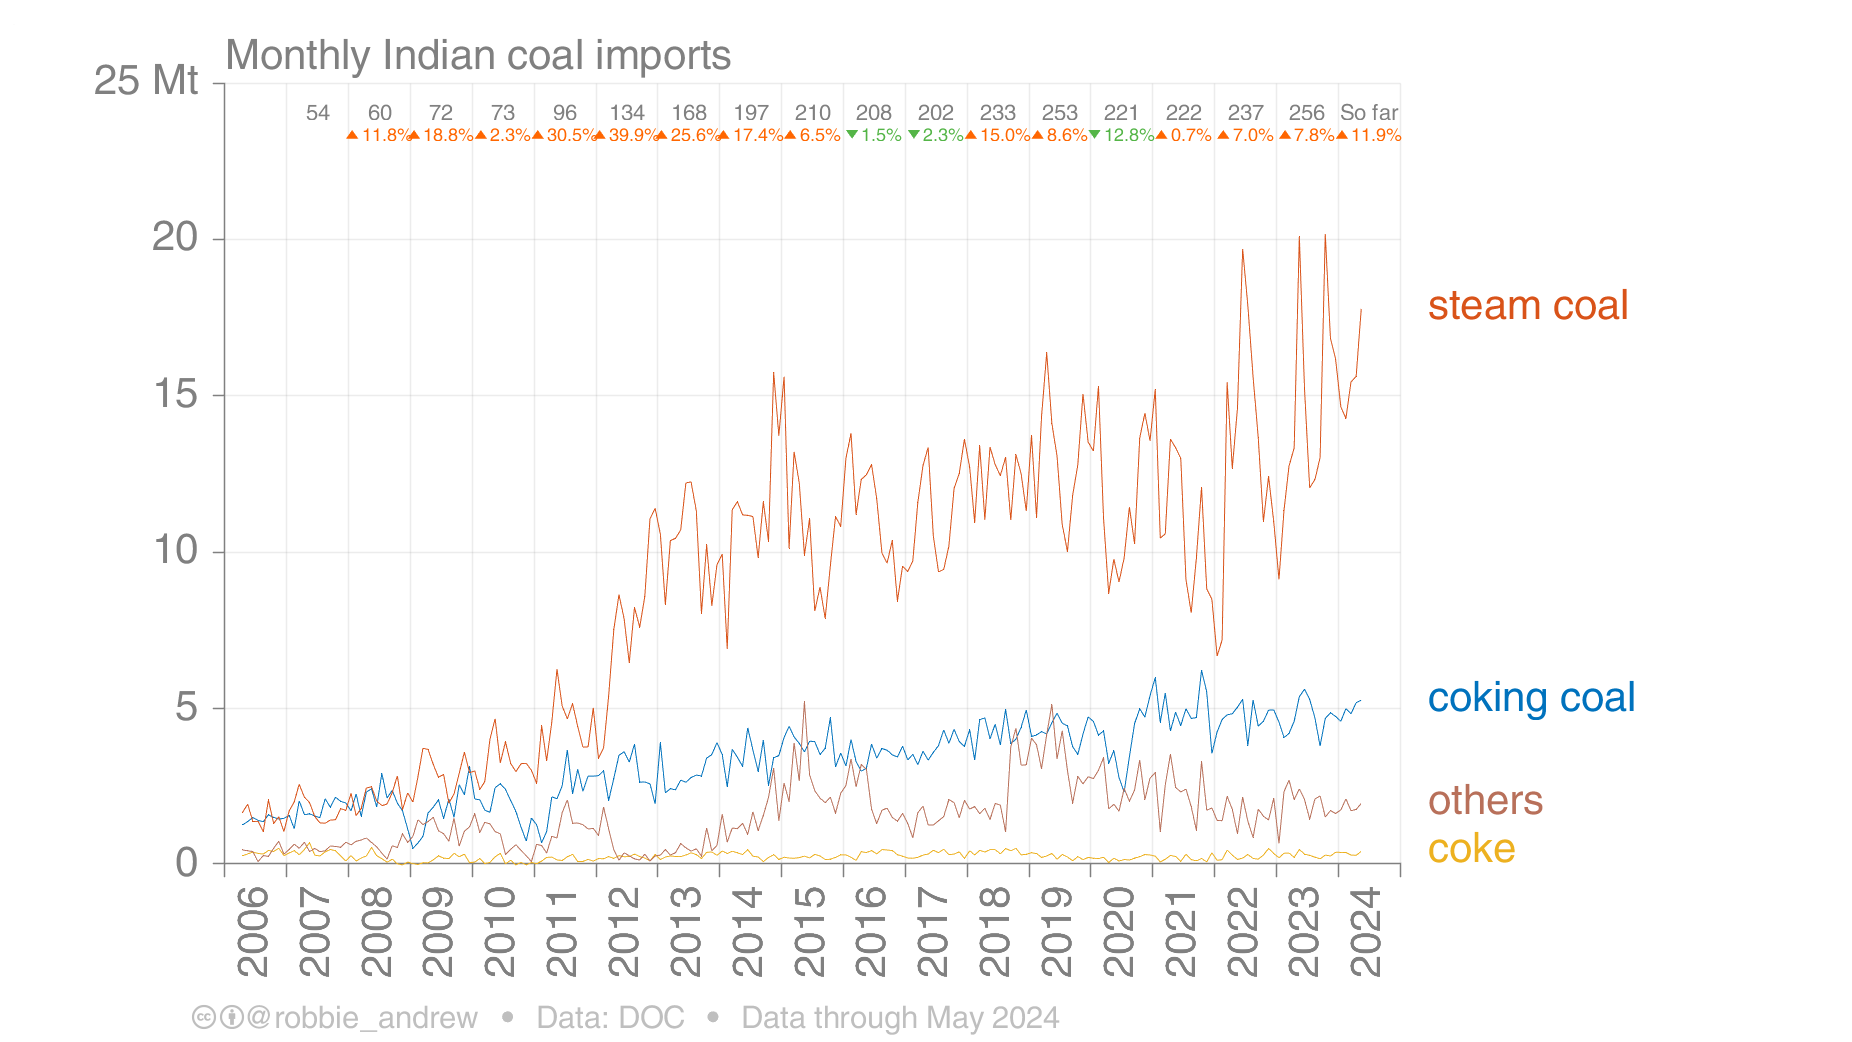 Monthly Indian coal imports
25 Mt
54 60 72 73 96 134 168 197 210 208 202 233 253 221 222 237 256 So far
▲11.8% ▲18.8% ▲2.3% ▲30.5% ▲39.9% ▲25.6% ▲17.4% ▲6.5% ▼1.5% ▼2.3% ▲15.0% ▲8.6% ▼12.8% ▲0.7% ▲7.0% ▲7.8% ▲11.9%
20
steam coal
15
10
coking coal
5
others
coke
0
2006 2007 2008 2009 2010 2011 2012 2013 2014 2015 2016 2017 2018 2019 2020 2021 2022 2023 2024
@robbie_andrew • Data: DOC • Data through May 2024